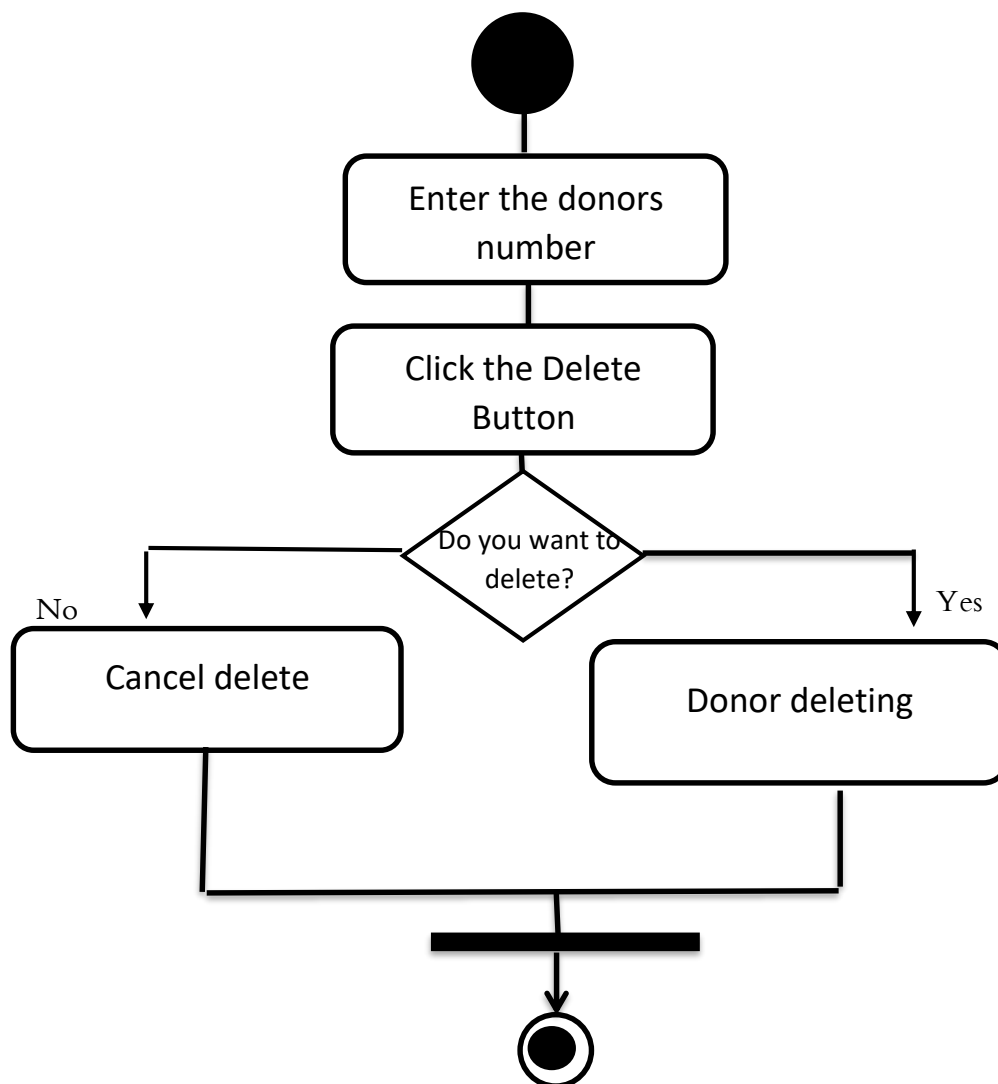 Enter the donors
number
Click the Delete
Button
Do you want to
delete?
No
Yes
Cancel delete
Donor deleting